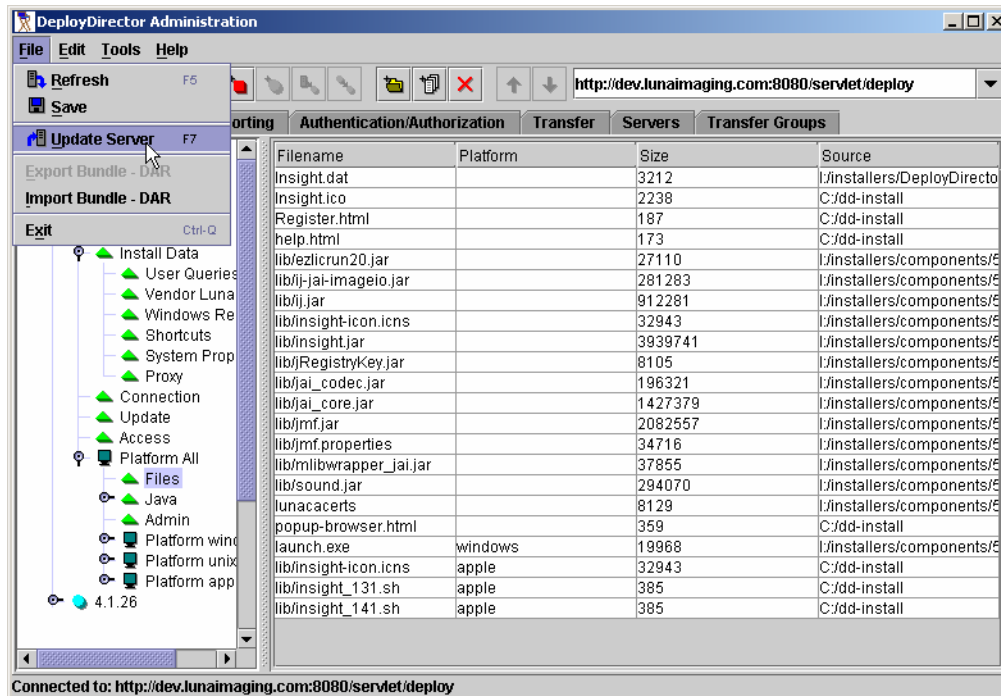 DeployDirector Administration
File Edit Tools Help
Refresh F5
Save
Update Server F7
Export Bundle - DAR
Import Bundle - DAR
Exit Ctrl-Q
http://dev.lunaimaging.com:8080/servlet/deploy
orting Authentication/Authorization Transfer Servers Transfer Groups
Install Data
User Queries
Vendor Luna
Windows Re
Shortcuts
System Prop
Proxy
Connection
Update
Access
Platform All
Files
Java
Admin
Platform wind
Platform unix
Platform app
4.1.26
Filename Platform Size Source
Insight.dat 3212 I:/installers/DeployDirecto
Insight.ico 2238 C:/dd-install
Register.html 187 C:/dd-install
help.html 173 C:/dd-install
lib/ezlicrun20.jar 27110 I:/installers/components/5
lib/ij-jai-imageio.jar 281283 I:/installers/components/5
lib/ij.jar 912281 I:/installers/components/5
lib/insight-icon.icns 32943 I:/installers/components/5
lib/insight.jar 3939741 I:/installers/components/5
lib/jRegistryKey.jar 8105 I:/installers/components/5
lib/jai_codec.jar 196321 I:/installers/components/5
lib/jai_core.jar 1427379 I:/installers/components/5
lib/jmf.jar 2082557 I:/installers/components/5
lib/jmf.properties 34716 I:/installers/components/5
lib/mlibwrapper_jai.jar 37855 I:/installers/components/5
lib/sound.jar 294070 I:/installers/components/5
lunacacerts 8129 I:/installers/components/5
popup-browser.html 359 C:/dd-install
launch.exe windows 19968 I:/installers/components/5
lib/insight-icon.icns apple 32943 C:/dd-install
lib/insight_131.sh apple 385 C:/dd-install
lib/insight_141.sh apple 385 C:/dd-install
Connected to: http://dev.lunaimaging.com:8080/servlet/deploy